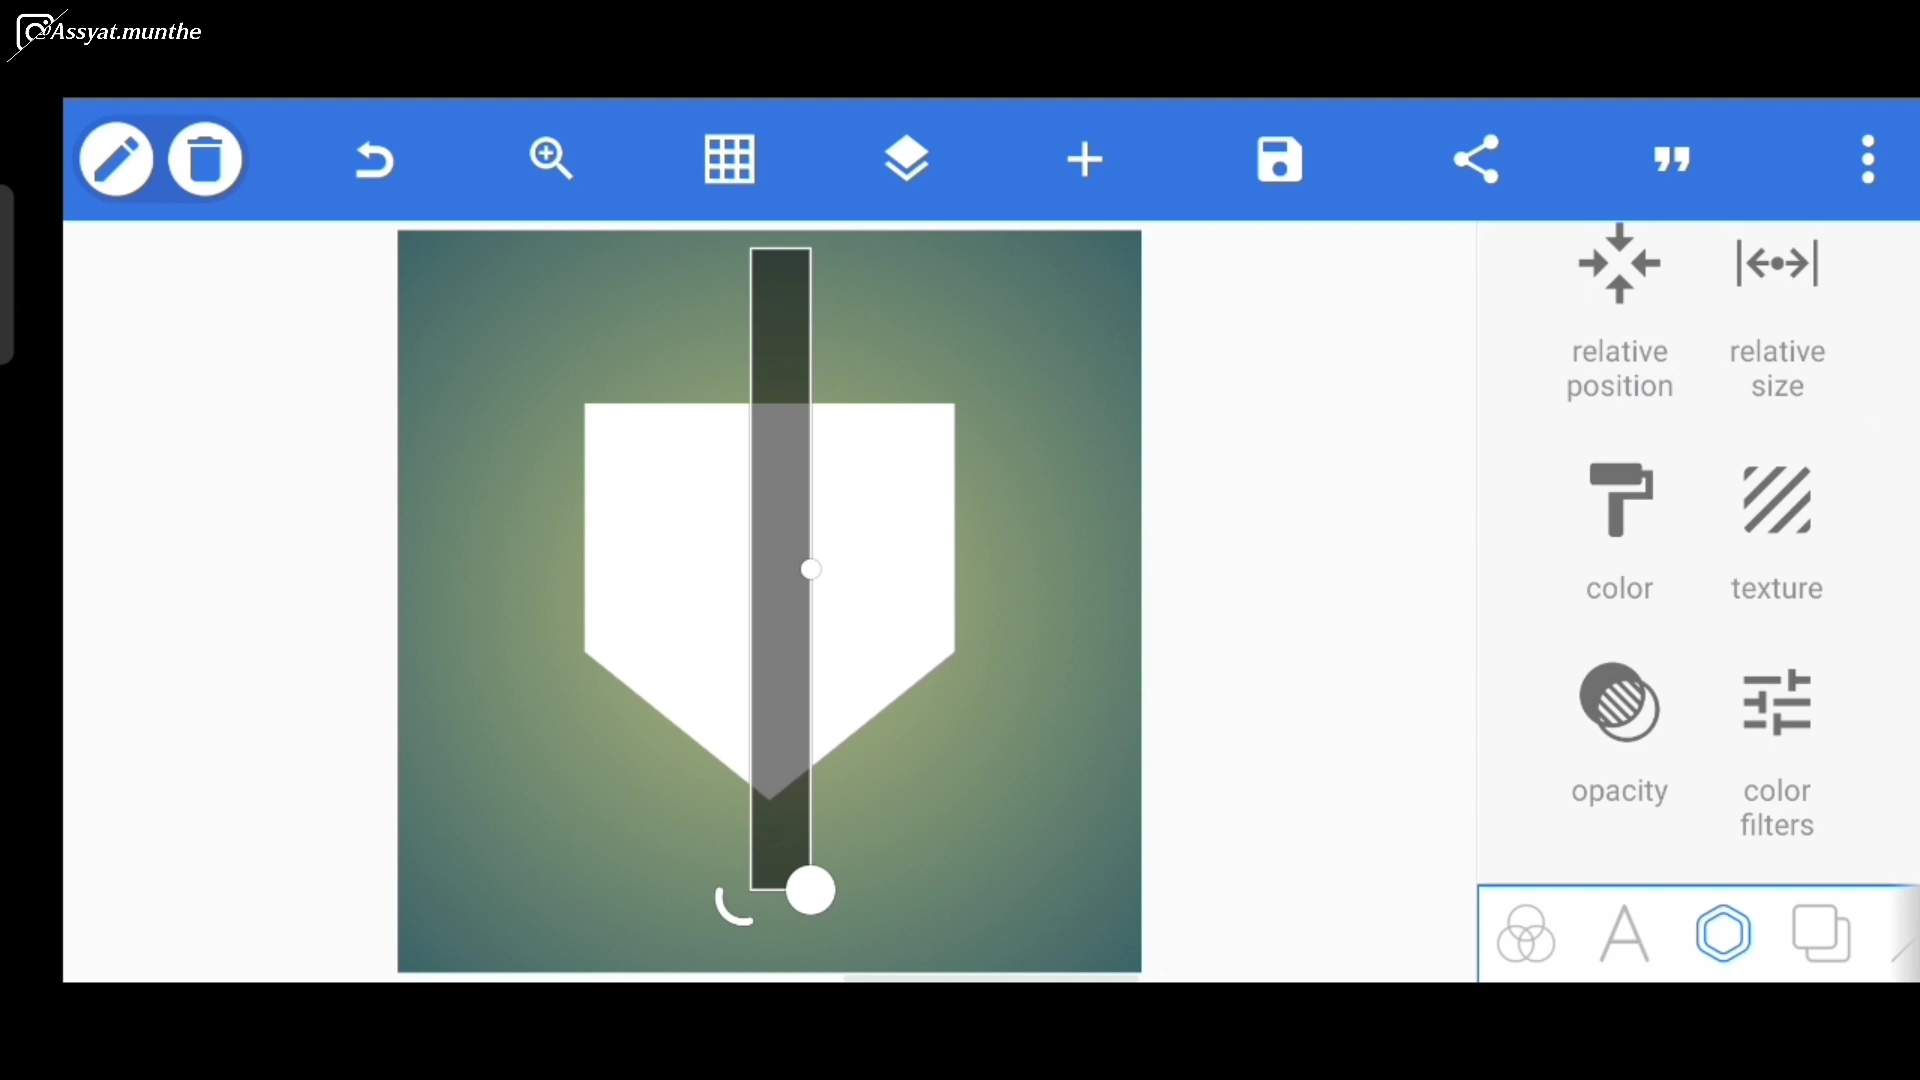 @Assyat.munthe
relative
position
relative
size
color
texture
opacity
color
filters